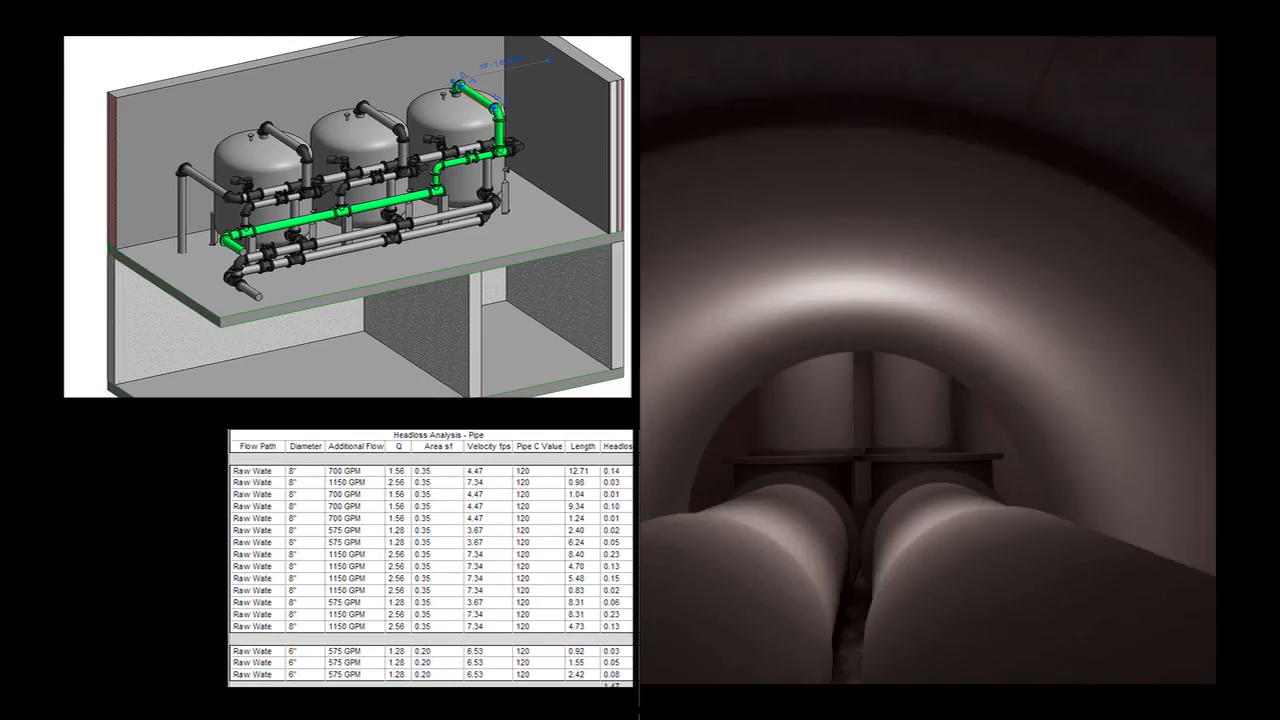 Headloss Analysis - Pipe
Flow Path Diameter Additional Flow Q Area sf Velocity fps Pipe C Value Length Headlos
Raw Wate 8" 700 GPM 1.56 0.35 4.47 120 12.71 0.14
Raw Wate 8" 1150 GPM 2.56 0.35 7.34 120 0.98 0.03
Raw Wate 8" 700 GPM 1.56 0.35 4.47 120 1.04 0.01
Raw Wate 8" 700 GPM 1.56 0.35 4.47 120 9.34 0.10
Raw Wate 8" 700 GPM 1.56 0.35 4.47 120 1.24 0.01
Raw Wate 8" 575 GPM 1.28 0.35 3.67 120 2.40 0.02
Raw Wate 8" 575 GPM 1.28 0.35 3.67 120 6.24 0.05
Raw Wate 8" 1150 GPM 2.56 0.35 7.34 120 8.40 0.23
Raw Wate 8" 1150 GPM 2.56 0.35 7.34 120 4.70 0.13
Raw Wate 8" 1150 GPM 2.56 0.35 7.34 120 5.48 0.15
Raw Wate 8" 1150 GPM 2.56 0.35 7.34 120 0.83 0.02
Raw Wate 8" 575 GPM 1.28 0.35 3.67 120 8.31 0.06
Raw Wate 8" 1150 GPM 2.56 0.35 7.34 120 8.31 0.23
Raw Wate 8" 1150 GPM 2.56 0.35 7.34 120 4.73 0.13
Raw Wate 6" 575 GPM 1.28 0.20 6.53 120 0.92 0.03
Raw Wate 6" 575 GPM 1.28 0.20 6.53 120 1.55 0.05
Raw Wate 6" 575 GPM 1.28 0.20 6.53 120 2.42 0.08